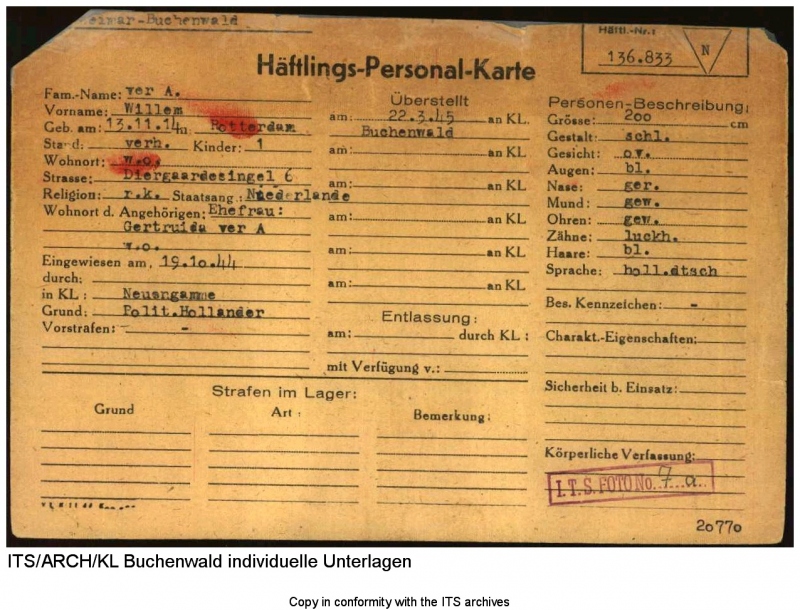 eimar-Buchenwald
Häftl.-Nr.:
136.833
N
Häftlings-Personal-Karte
Fam.-Name: ver A.
Vorname: Willem
Geb. am: 13.11.14 Rotterdam
Stand: verh. Kinder: 1
Wohnort: w.o.
Strasse: Diergaardesingel 6
Religion: r.k. Staatsang.: Niederlande
Wohnort d. Angehörigen: Ehefrau:
Gertruida ver A
w.o.
Eingewiesen am: 19.10.44
durch:
in KL: Neuengamme
Grund: Polit.Hollander
Vorstrafen: -
Überstellt
am: 22.3.45 an KL.
Buchenwald
am: an KL
am: an KL
am: an KL
am: an KL
am: an KL
Entlassung:
am: durch KL:
mit Verfügung v.:
Personen-Beschreibung:
Grösse: 200 cm
Gestalt: schl.
Gesicht: ov.
Augen: bl.
Nase: ger.
Mund: gew.
Ohren: gew.
Zähne: luckh.
Haare: bl.
Sprache: holl.dtsch
Bes. Kennzeichen: -
Charakt.-Eigenschaften:
Sicherheit b. Einsatz:
Körperliche Verfassung:
Strafen im Lager:
Grund Art: Bemerkung:
I.T.S. FOTO No. 7 a
20770
ITS/ARCH/KL Buchenwald individuelle Unterlagen
Copy in conformity with the ITS archives